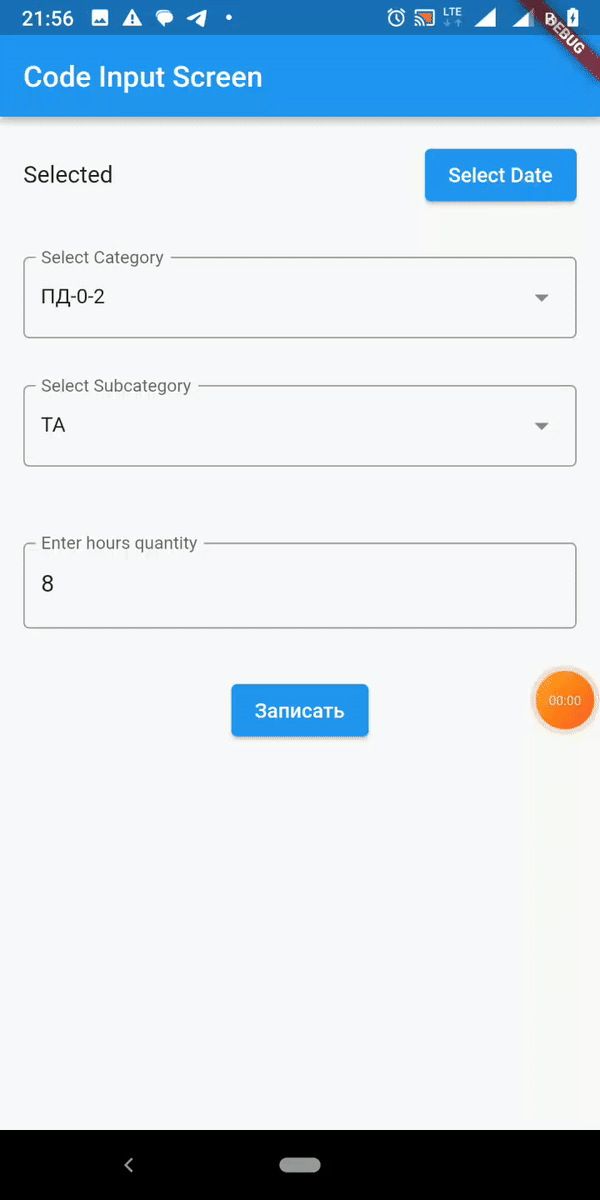 21:56
LTE
DEBUG
Code Input Screen
Selected
Select Date
Select Category
ПД-0-2
Select Subcategory
ТА
Enter hours quantity
8
Записать
00:00